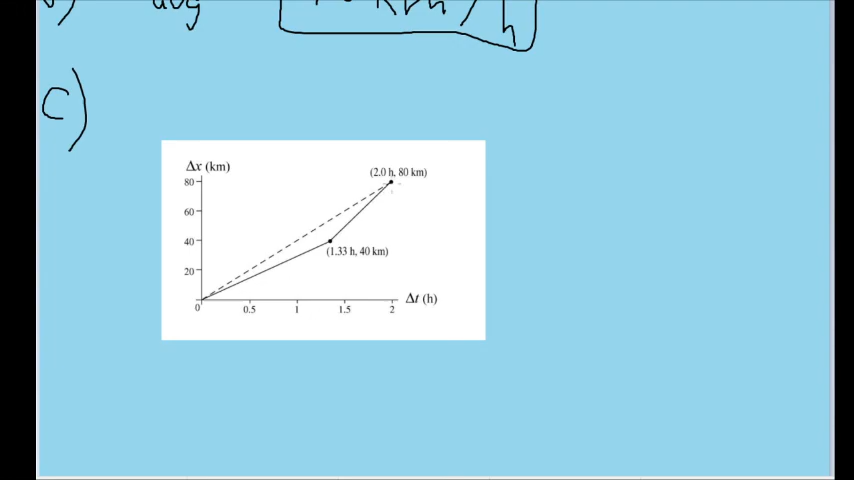 avg
C)
Δx (km)
(2.0 h, 80 km)
80
60
40
(1.33 h, 40 km)
20
Δt (h)
0 0.5 1 1.5 2